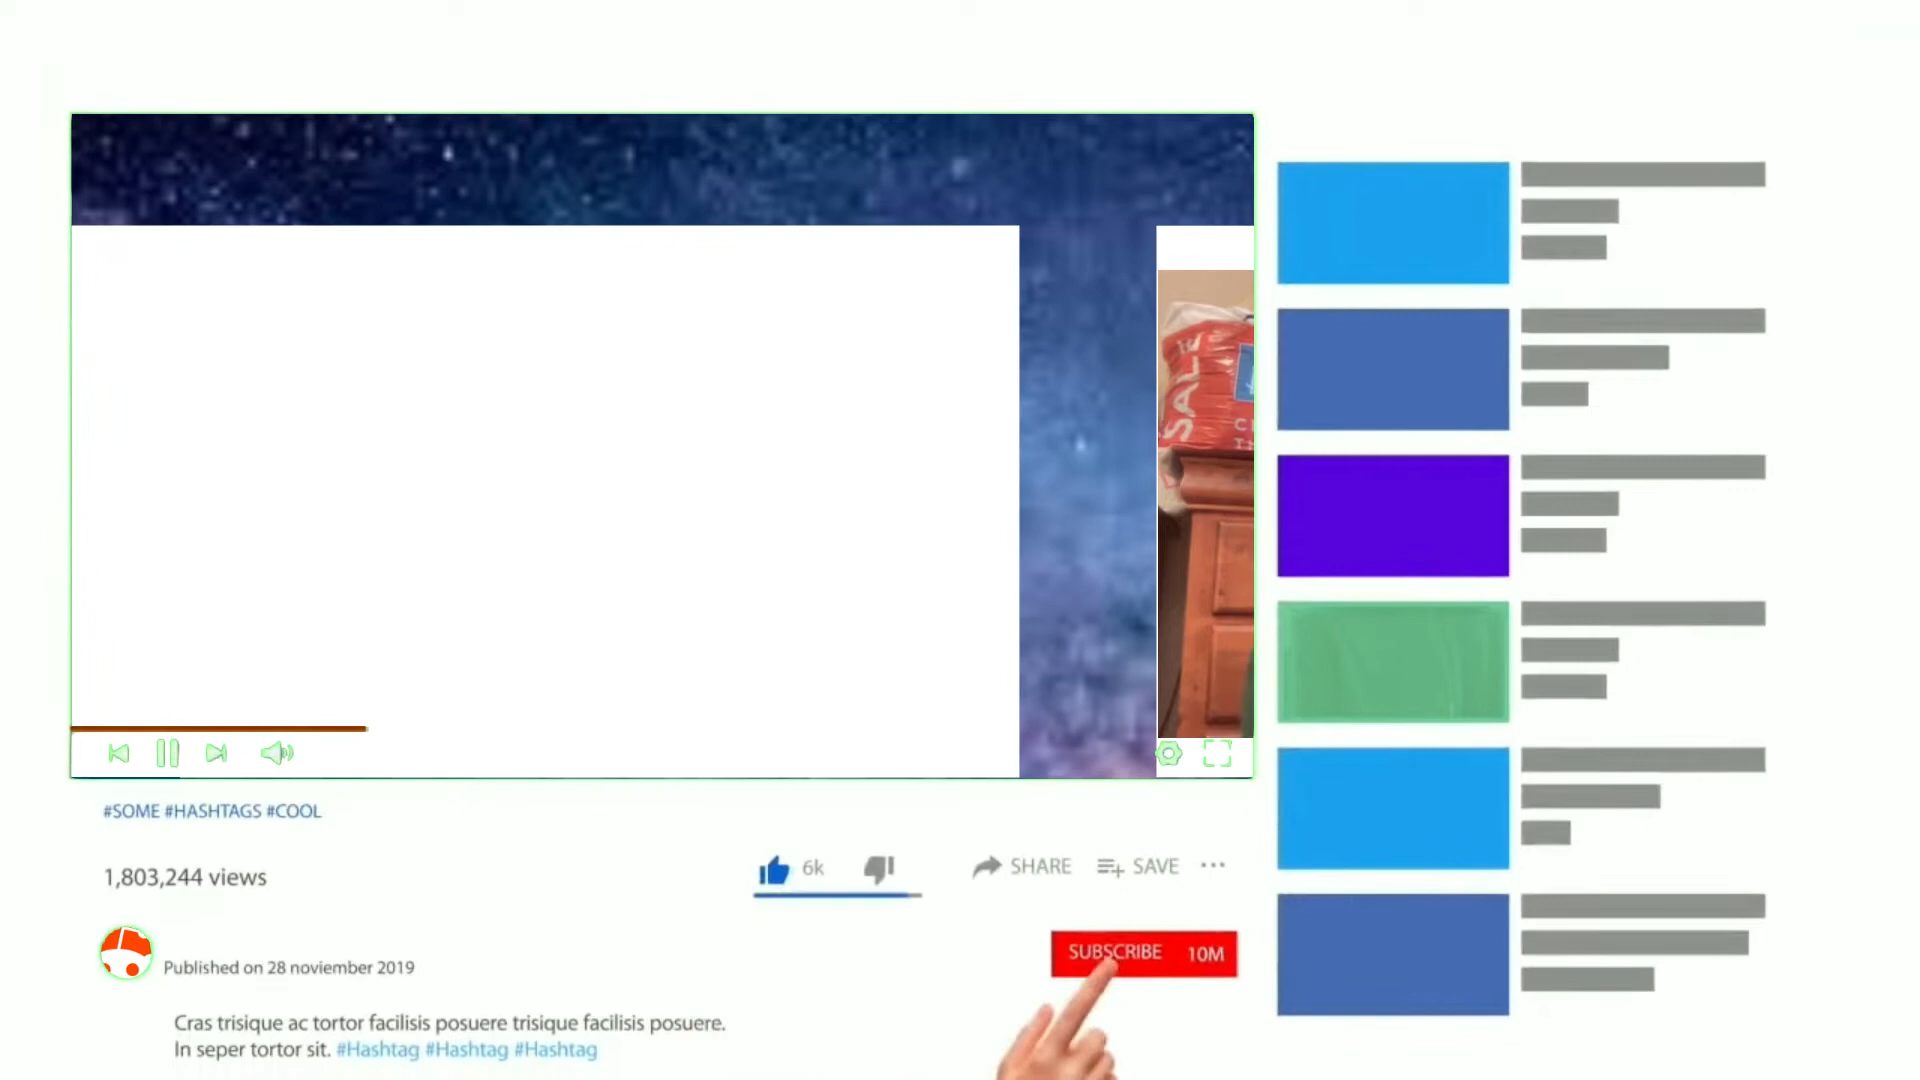 SALE
#SOME #HASHTAGS #COOL
1,803,244 views
6k
SHARE
SAVE
SUBSCRIBE 10M
Published on 28 noviember 2019
Cras trisique ac tortor facilisis posuere trisique facilisis posuere.
In seper tortor sit. #Hashtag #Hashtag #Hashtag